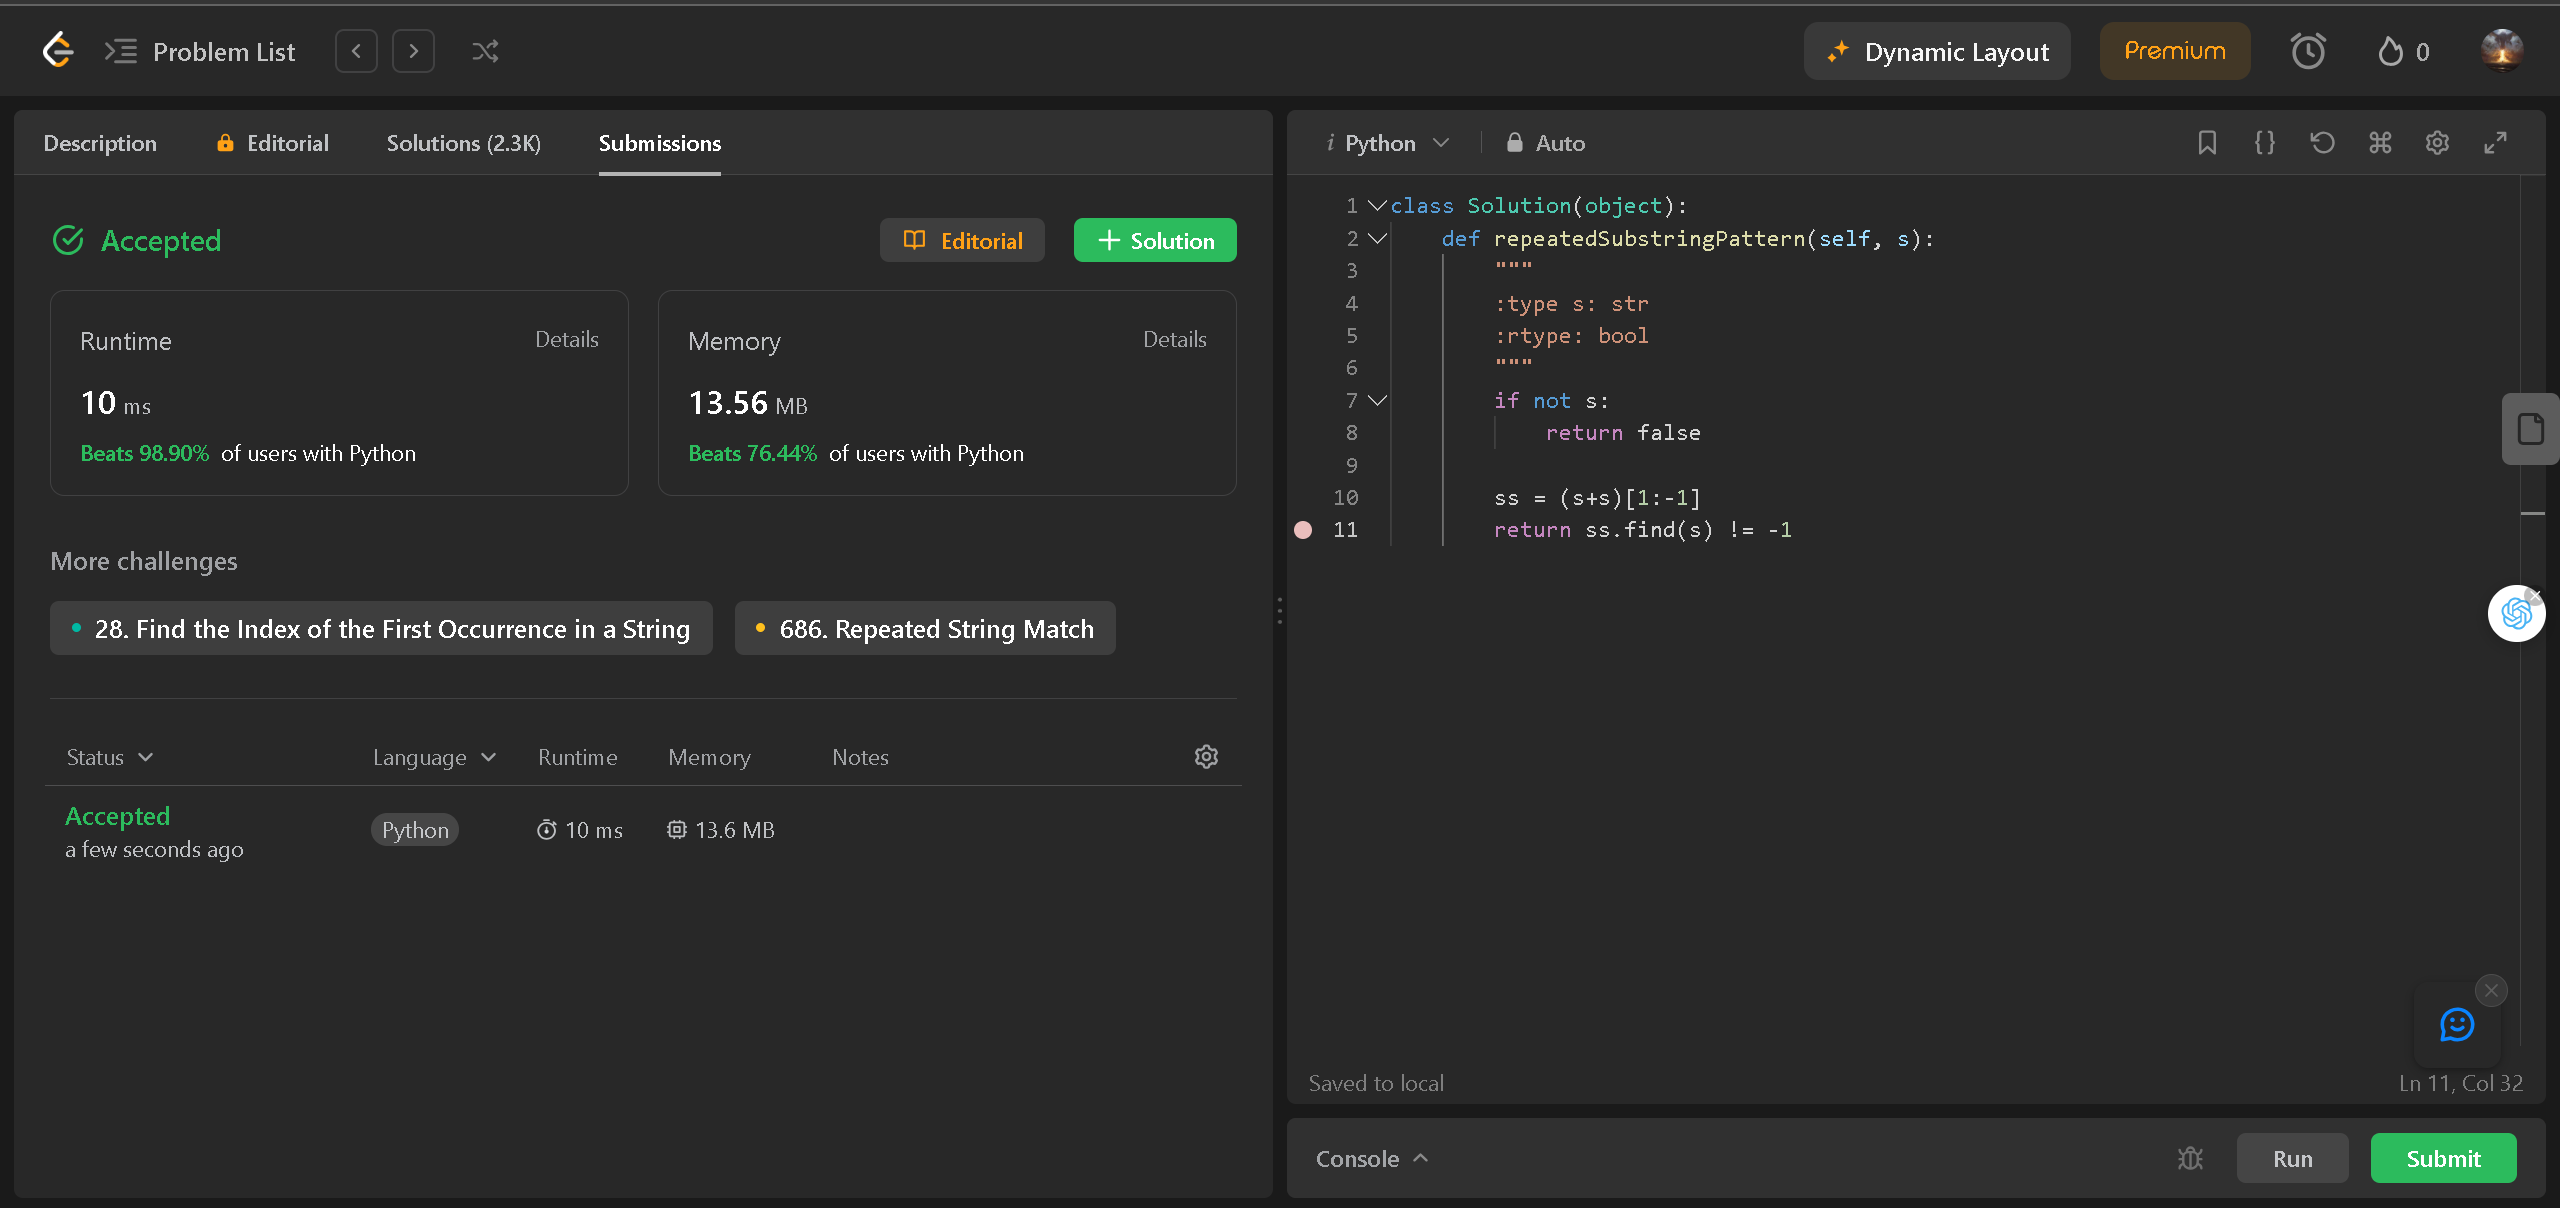 Problem List
Dynamic Layout
Premium
0
Description
Editorial
Solutions (2.3K)
Submissions
Accepted
Editorial
Solution
Runtime
Details
10 ms
Beats 98.90% of users with Python
Memory
Details
13.56 MB
Beats 76.44% of users with Python
More challenges
28. Find the Index of the First Occurrence in a String
686. Repeated String Match
Status
Language
Runtime
Memory
Notes
Accepted
a few seconds ago
Python
10 ms
13.6 MB
i Python
Auto
1 class Solution(object):
2 def repeatedSubstringPattern(self, s):
3 """
4 :type s: str
5 :rtype: bool
6 """
7 if not s:
8 return false
9
10 ss = (s+s)[1:-1]
11 return ss.find(s) != -1
Saved to local
Ln 11, Col 32
Console
Run
Submit